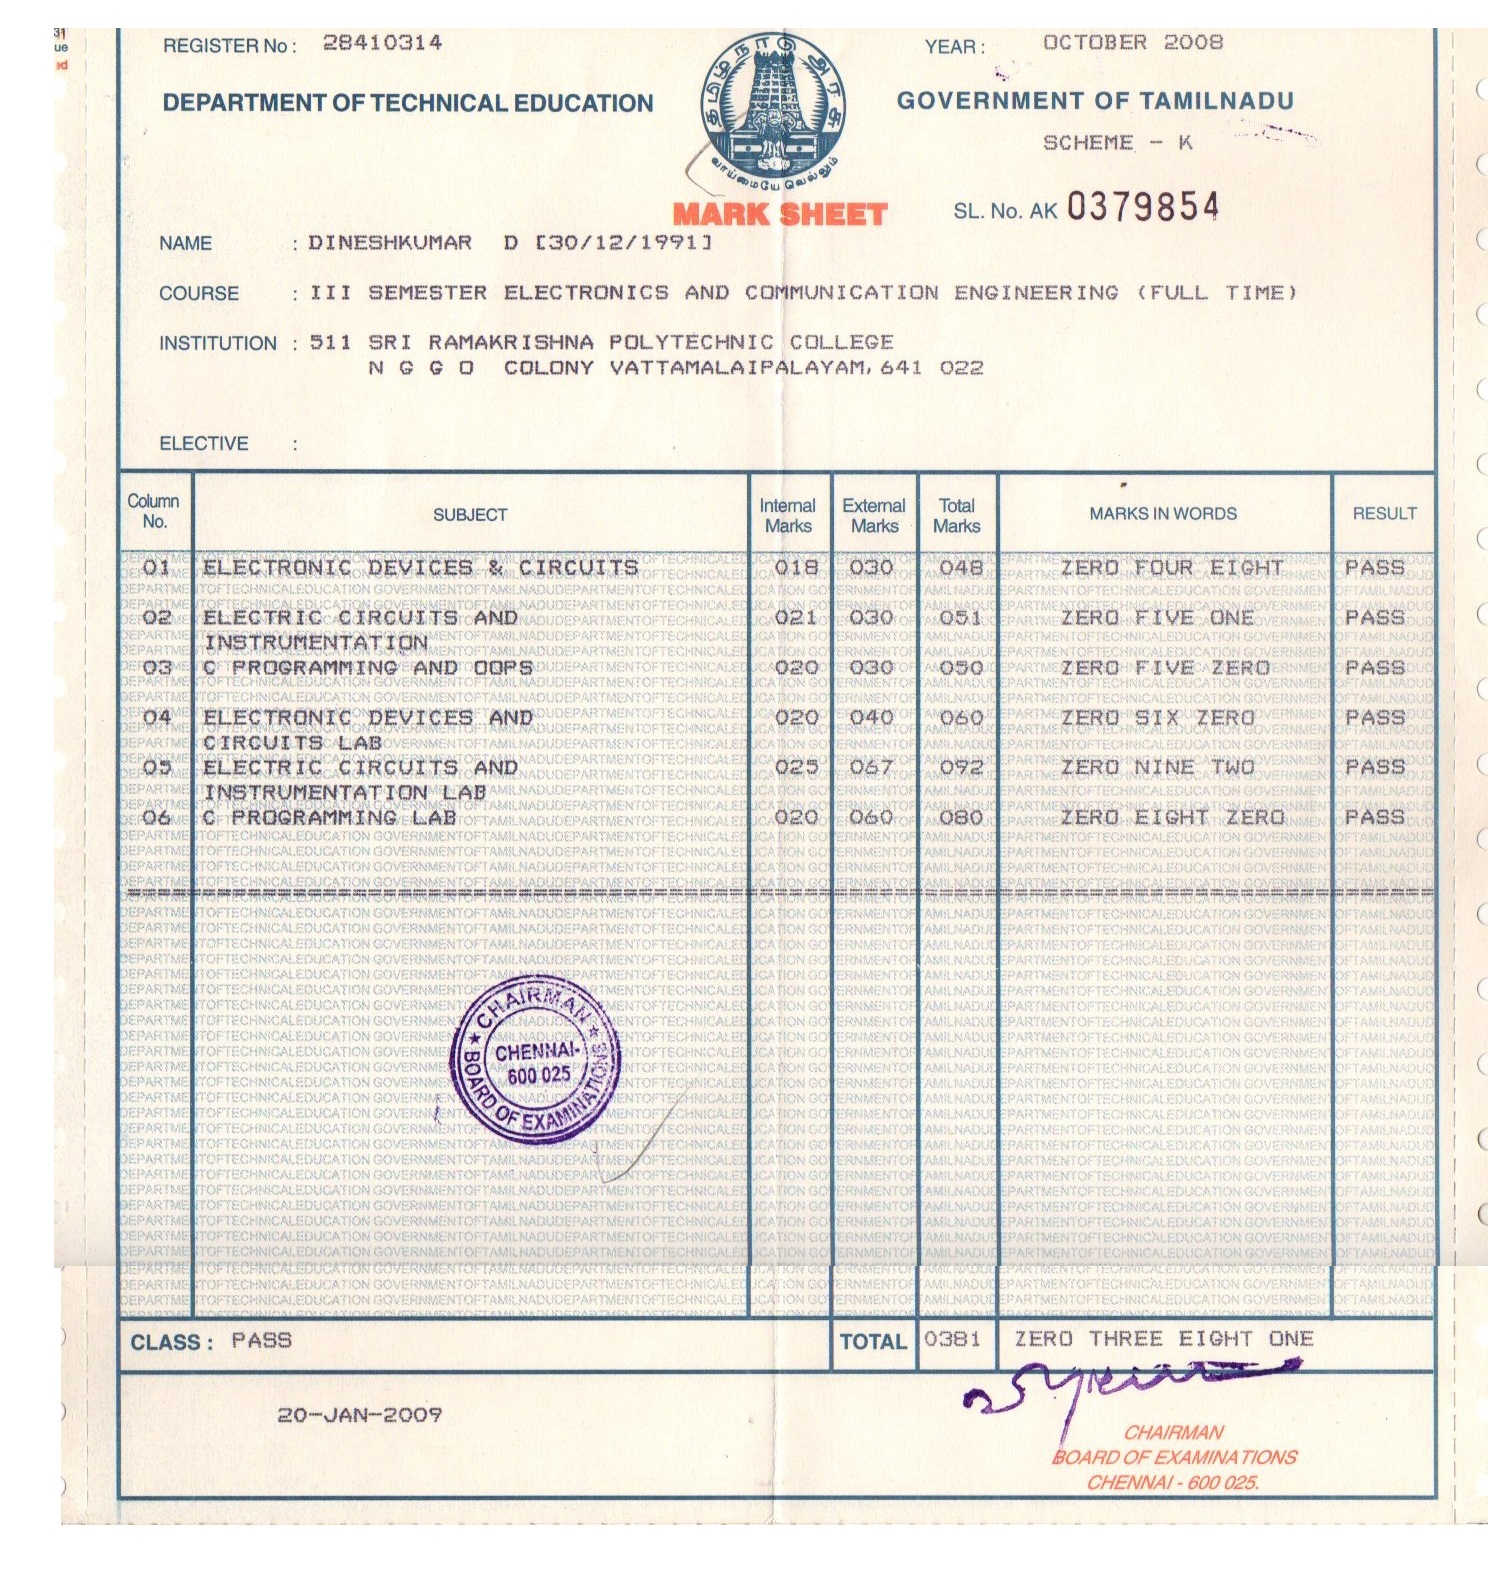 31
ue
ed
REGISTER No : 28410314
YEAR : OCTOBER 2008
DEPARTMENT OF TECHNICAL EDUCATION
தமிழ்நாடு அரசு
வாய்மையே வெல்லும்
GOVERNMENT OF TAMILNADU
SCHEME - K
MARK SHEET
SL. No. AK 0379854
NAME : DINESHKUMAR D [30/12/1991]
COURSE : III SEMESTER ELECTRONICS AND COMMUNICATION ENGINEERING (FULL TIME)
INSTITUTION : 511 SRI RAMAKRISHNA POLYTECHNIC COLLEGE
N G G O COLONY VATTAMALAIPALAYAM, 641 022
ELECTIVE :
Column No. SUBJECT Internal Marks External Marks Total Marks MARKS IN WORDS RESULT
01 ELECTRONIC DEVICES & CIRCUITS 018 030 048 ZERO FOUR EIGHT PASS
02 ELECTRIC CIRCUITS AND 021 030 051 ZERO FIVE ONE PASS
INSTRUMENTATION
03 C PROGRAMMING AND OOPS 020 030 050 ZERO FIVE ZERO PASS
04 ELECTRONIC DEVICES AND 020 040 060 ZERO SIX ZERO PASS
CIRCUITS LAB
05 ELECTRIC CIRCUITS AND 025 067 092 ZERO NINE TWO PASS
INSTRUMENTATION LAB
06 C PROGRAMMING LAB 020 060 080 ZERO EIGHT ZERO PASS
CHAIRMAN
CHENNAI-
600 025
BOARD OF EXAMINATIONS
CLASS : PASS TOTAL 0381 ZERO THREE EIGHT ONE
20-JAN-2009
CHAIRMAN
BOARD OF EXAMINATIONS
CHENNAI - 600 025.